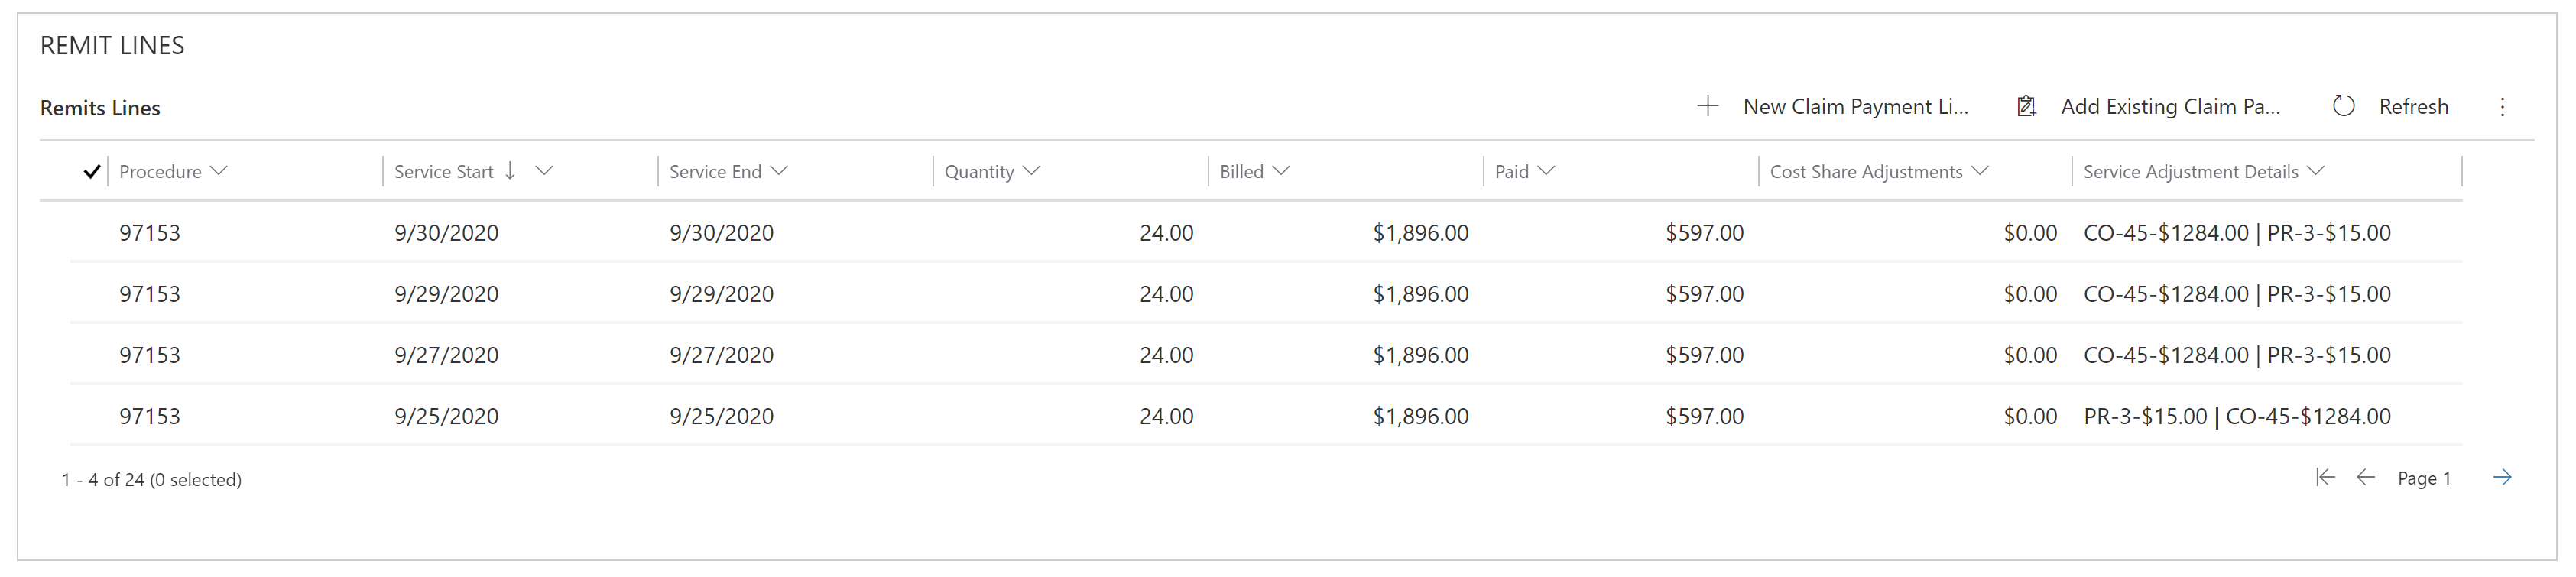 REMIT LINES
Remits Lines New Claim Payment Li... Add Existing Claim Pa... Refresh
Procedure Service Start Service End Quantity Billed Paid Cost Share Adjustments Service Adjustment Details
97153 9/30/2020 9/30/2020 24.00 $1,896.00 $597.00 $0.00 CO-45-$1284.00 | PR-3-$15.00
97153 9/29/2020 9/29/2020 24.00 $1,896.00 $597.00 $0.00 CO-45-$1284.00 | PR-3-$15.00
97153 9/27/2020 9/27/2020 24.00 $1,896.00 $597.00 $0.00 CO-45-$1284.00 | PR-3-$15.00
97153 9/25/2020 9/25/2020 24.00 $1,896.00 $597.00 $0.00 PR-3-$15.00 | CO-45-$1284.00
1 - 4 of 24 (0 selected) Page 1